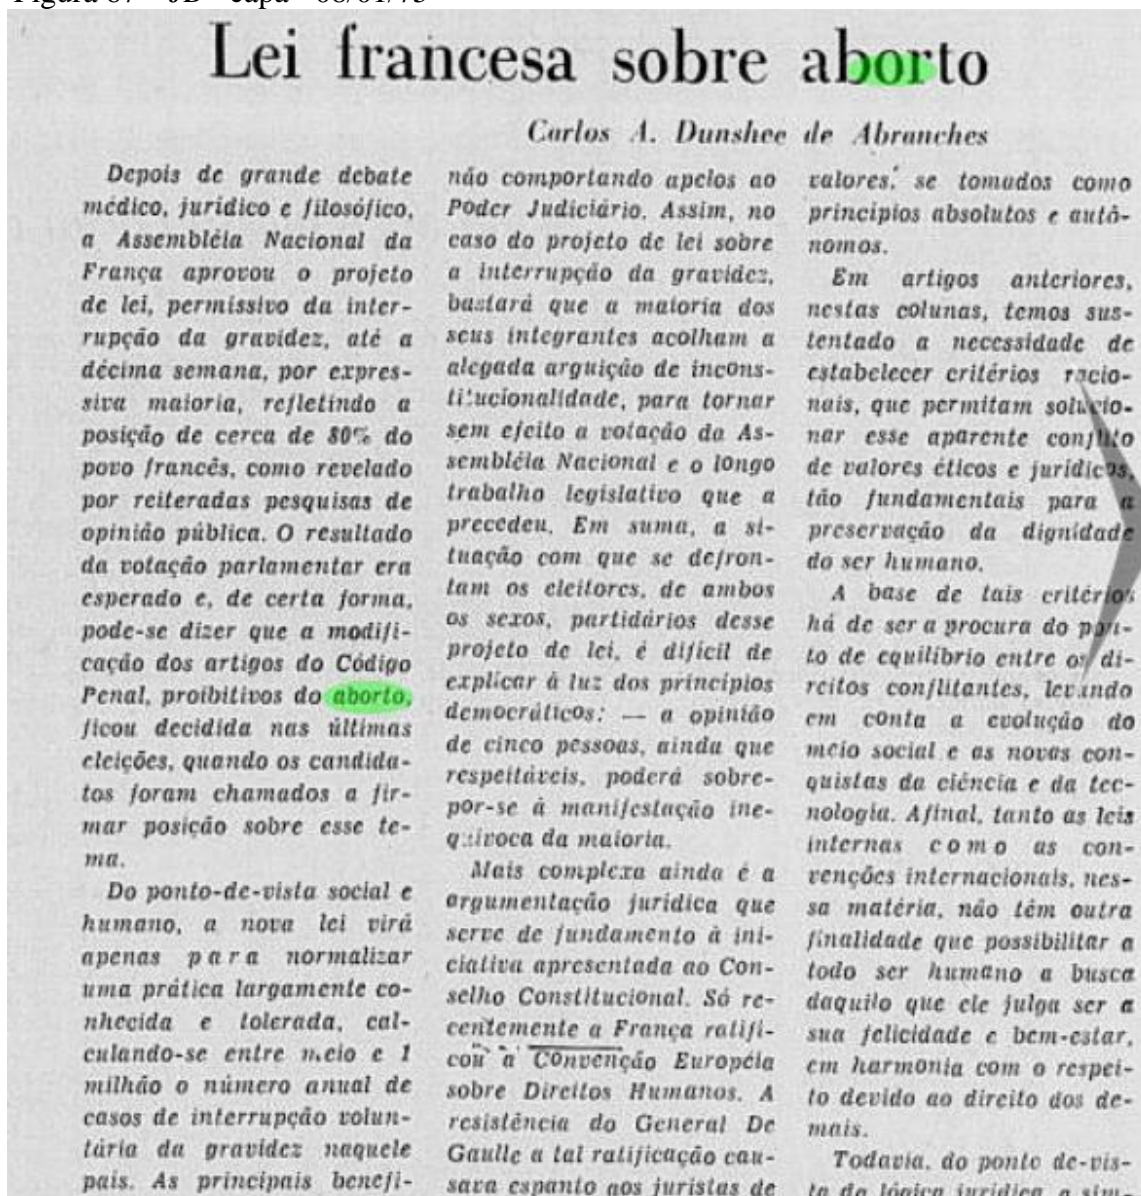 Figura 87 - JB - capa - 08/01/75
Lei francesa sobre aborto
Carlos A. Dunshee de Abranches
Depois de grande debate
médico, jurídico e filosófico,
a Assembléia Nacional da
França aprovou o projeto
de lei, permissivo da inter-
rupção da gravidez, até a
décima semana, por expres-
siva maioria, refletindo a
posição de cerca de 80% do
povo francês, como revelado
por reiteradas pesquisas de
opinião pública. O resultado
da votação parlamentar era
esperado e, de certa forma,
pode-se dizer que a modifi-
cação dos artigos do Código
Penal, proibitivos do aborto,
ficou decidida nas últimas
eleições, quando os candida-
tos foram chamados a fir-
mar posição sobre esse te-
ma.
Do ponto-de-vista social e
humano, a nova lei virá
apenas para normalizar
uma prática largamente co-
nhecida e tolerada, cal-
culando-se entre meio e 1
milhão o número anual de
casos de interrupção volun-
tária da gravidez naquele
país. As principais benefi-
não comportando apelos ao
Poder Judiciário. Assim, no
caso do projeto de lei sobre
a interrupção da gravidez,
bastará que a maioria dos
seus integrantes acolham a
alegada arguição de incons-
titucionalidade, para tornar
sem efeito a votação da As-
sembléia Nacional e o longo
trabalho legislativo que a
precedeu. Em suma, a si-
tuação com que se defron-
tam os eleitores, de ambos
os sexos, partidários desse
projeto de lei, é difícil de
explicar à luz dos princípios
democráticos: — a opinião
de cinco pessoas, ainda que
respeitáveis, poderá sobre-
por-se à manifestação ine-
quívoca da maioria.
Mais complexa ainda é a
argumentação jurídica que
serve de fundamento à ini-
ciativa apresentada ao Con-
selho Constitucional. Só re-
centemente a França ratifi-
cou a Convenção Européia
sobre Direitos Humanos. A
resistência do General De
Gaulle a tal ratificação cau-
sava espanto aos juristas de
valores, se tomados como
princípios absolutos e autô-
nomos.
Em artigos anteriores,
nestas colunas, temos sus-
tentado a necessidade de
estabelecer critérios racio-
nais, que permitam solucio-
nar esse aparente conflito
de valores éticos e jurídicos,
tão fundamentais para a
preservação da dignidade
do ser humano.
A base de tais critérios
há de ser a procura do pon-
to de equilíbrio entre os di-
reitos conflitantes, levando
em conta a evolução do
meio social e as novas con-
quistas da ciência e da tec-
nologia. Afinal, tanto as leis
internas como as con-
venções internacionais, nes-
sa matéria, não têm outra
finalidade que possibilitar a
todo ser humano a busca
daquilo que ele julga ser a
sua felicidade e bem-estar,
em harmonia com o respei-
to devido ao direito dos de-
mais.
Todavia, do ponto de-vis-
ta da lógica jurídica, a sim-